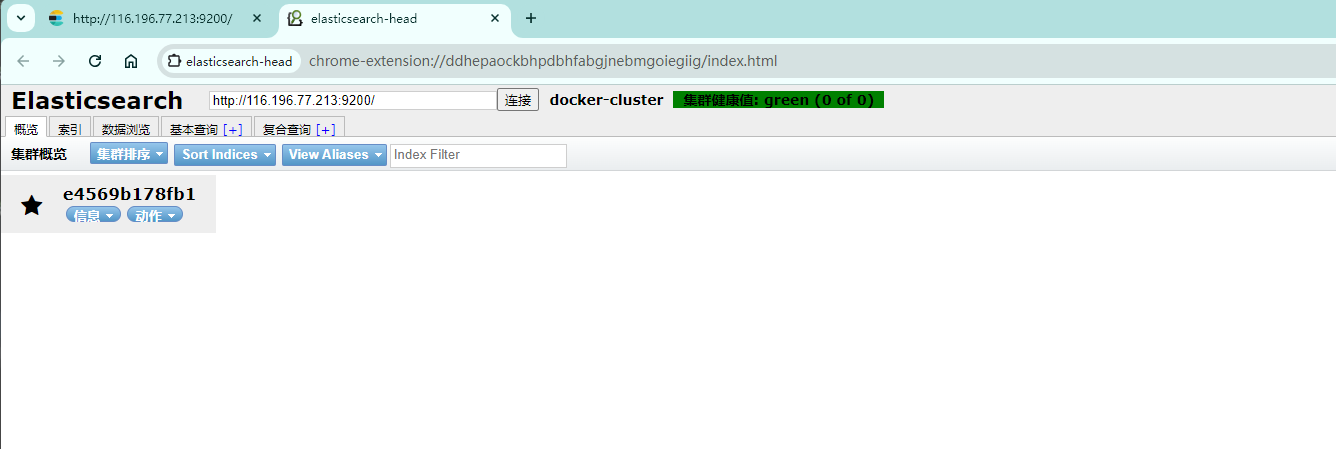 http://116.196.77.213:9200/ elasticsearch-head
elasticsearch-head chrome-extension://ddhepaockbhpdbhfabgjnebmgoiegiig/index.html
Elasticsearch http://116.196.77.213:9200/ 连接 docker-cluster 集群健康值: green (0 of 0)
概览 索引 数据浏览 基本查询 [+] 复合查询 [+]
集群概览 集群排序 Sort Indices View Aliases Index Filter
e4569b178fb1
信息 动作